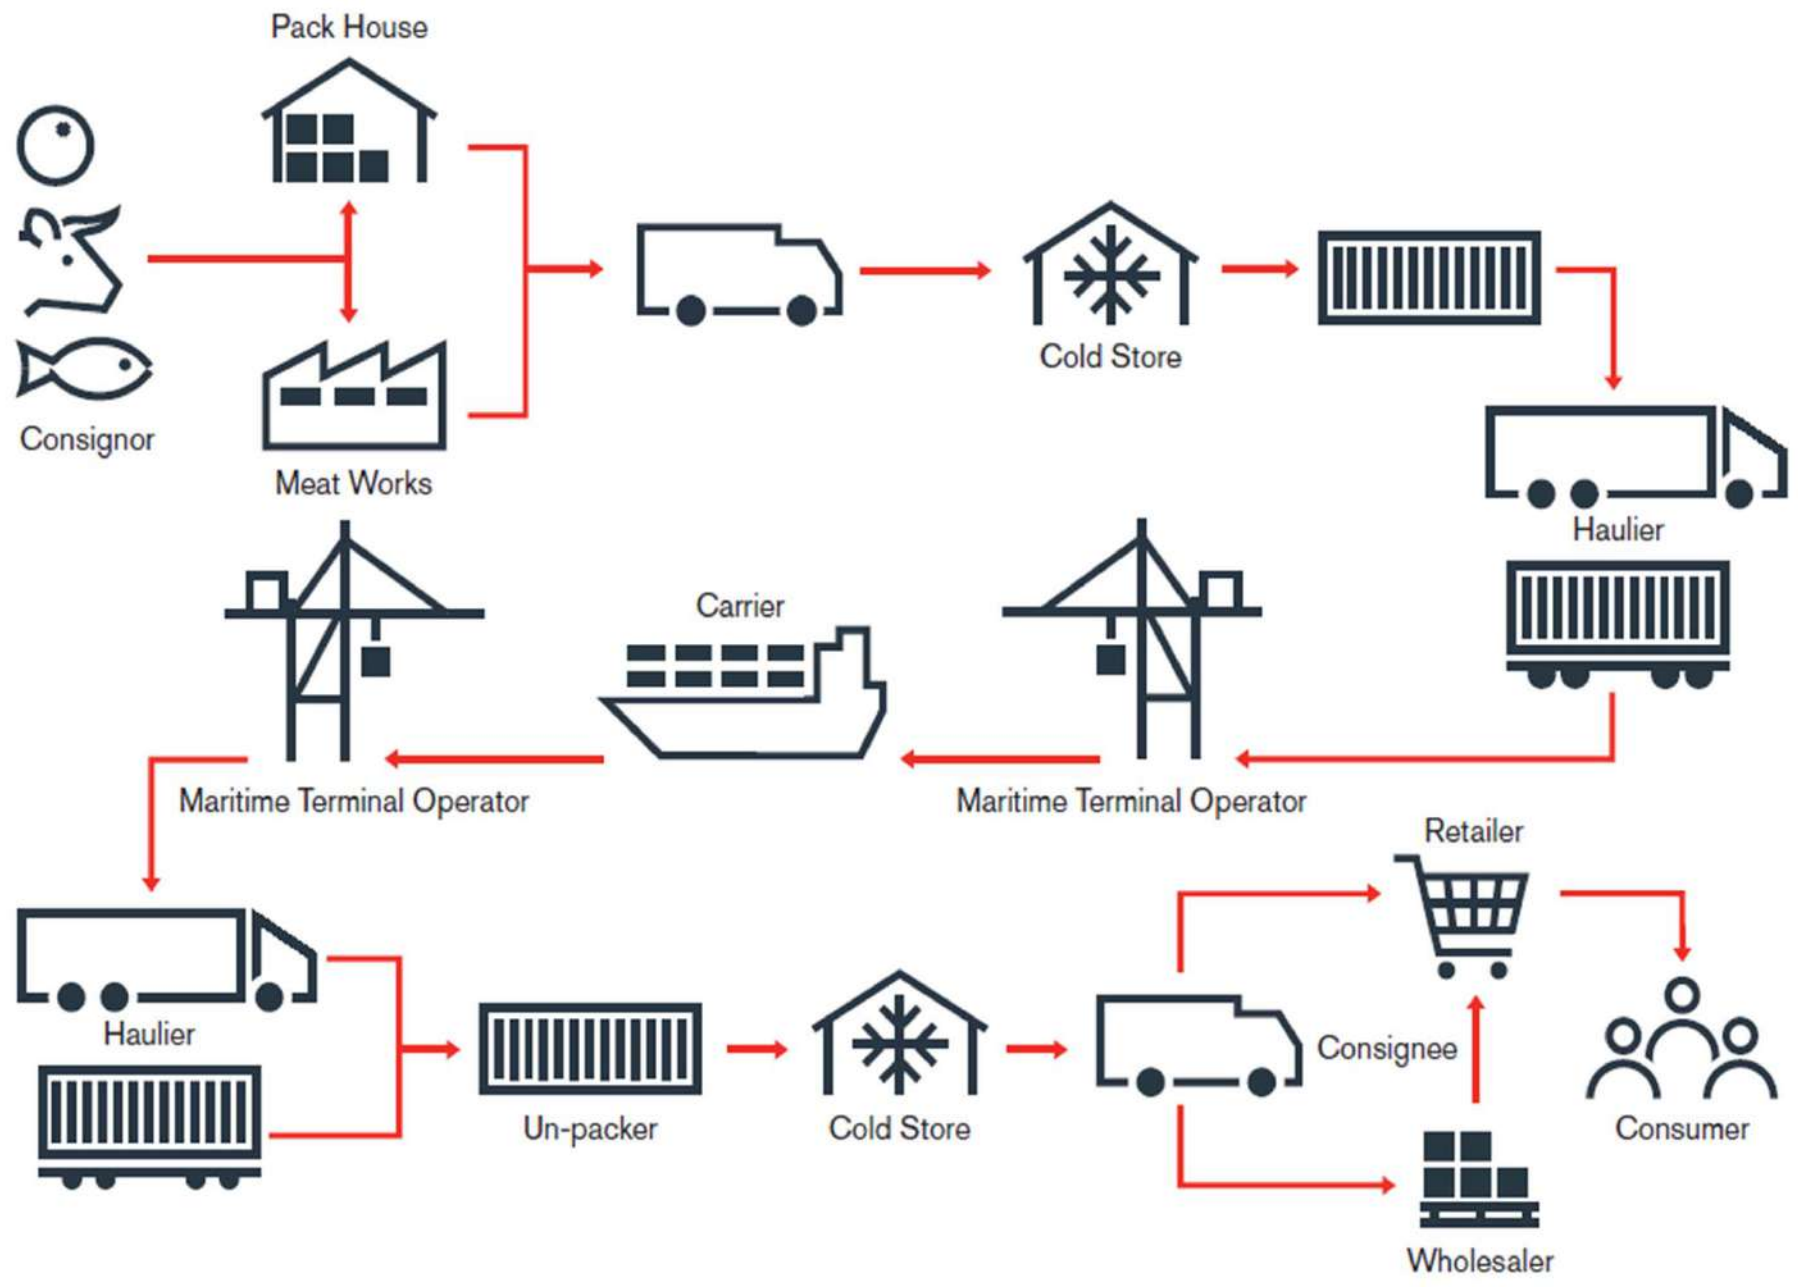 Pack House
Consignor
Meat Works
Cold Store
Haulier
Carrier
Maritime Terminal Operator
Maritime Terminal Operator
Haulier
Un-packer
Cold Store
Consignee
Retailer
Wholesaler
Consumer